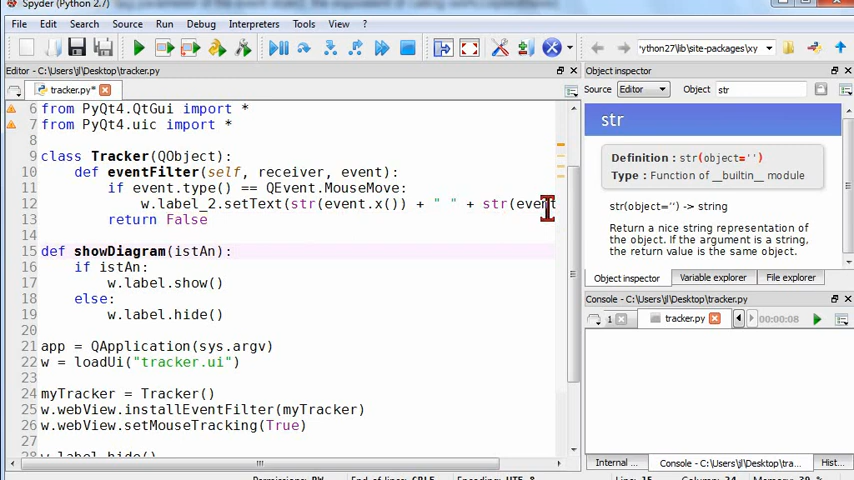 Spyder (Python 2.7)
File Edit Search Source Run Debug Interpreters Tools View ?
ython27\lib\site-packages\xy
Editor - C:\Users\jl\Desktop\tracker.py
Object inspector
tracker.py*
Source Editor Object str
6 from PyQt4.QtGui import *
7 from PyQt4.uic import *
8
9 class Tracker(QObject):
10 def eventFilter(self, receiver, event):
11 if event.type() == QEvent.MouseMove:
12 w.label_2.setText(str(event.x()) + " " + str(event
13 return False
14
15 def showDiagram(istAn):
16 if istAn:
17 w.label.show()
18 else:
19 w.label.hide()
20
21 app = QApplication(sys.argv)
22 w = loadUi("tracker.ui")
23
24 myTracker = Tracker()
25 w.webView.installEventFilter(myTracker)
26 w.webView.setMouseTracking(True)
27
28 w.label.hide()
str
Definition : str(object='')
Type : Function of __builtin__ module
str(object='') -> string
Return a nice string representation
of the object. If the argument is a string,
the return value is the same object.
Object inspector Variable explorer File explorer
Console - C:\Users\jl\Desktop\tracker.py
1 tracker.py 00:00:08
Internal ... Console - C:\Users\jl\Desktop\tra... Hist...